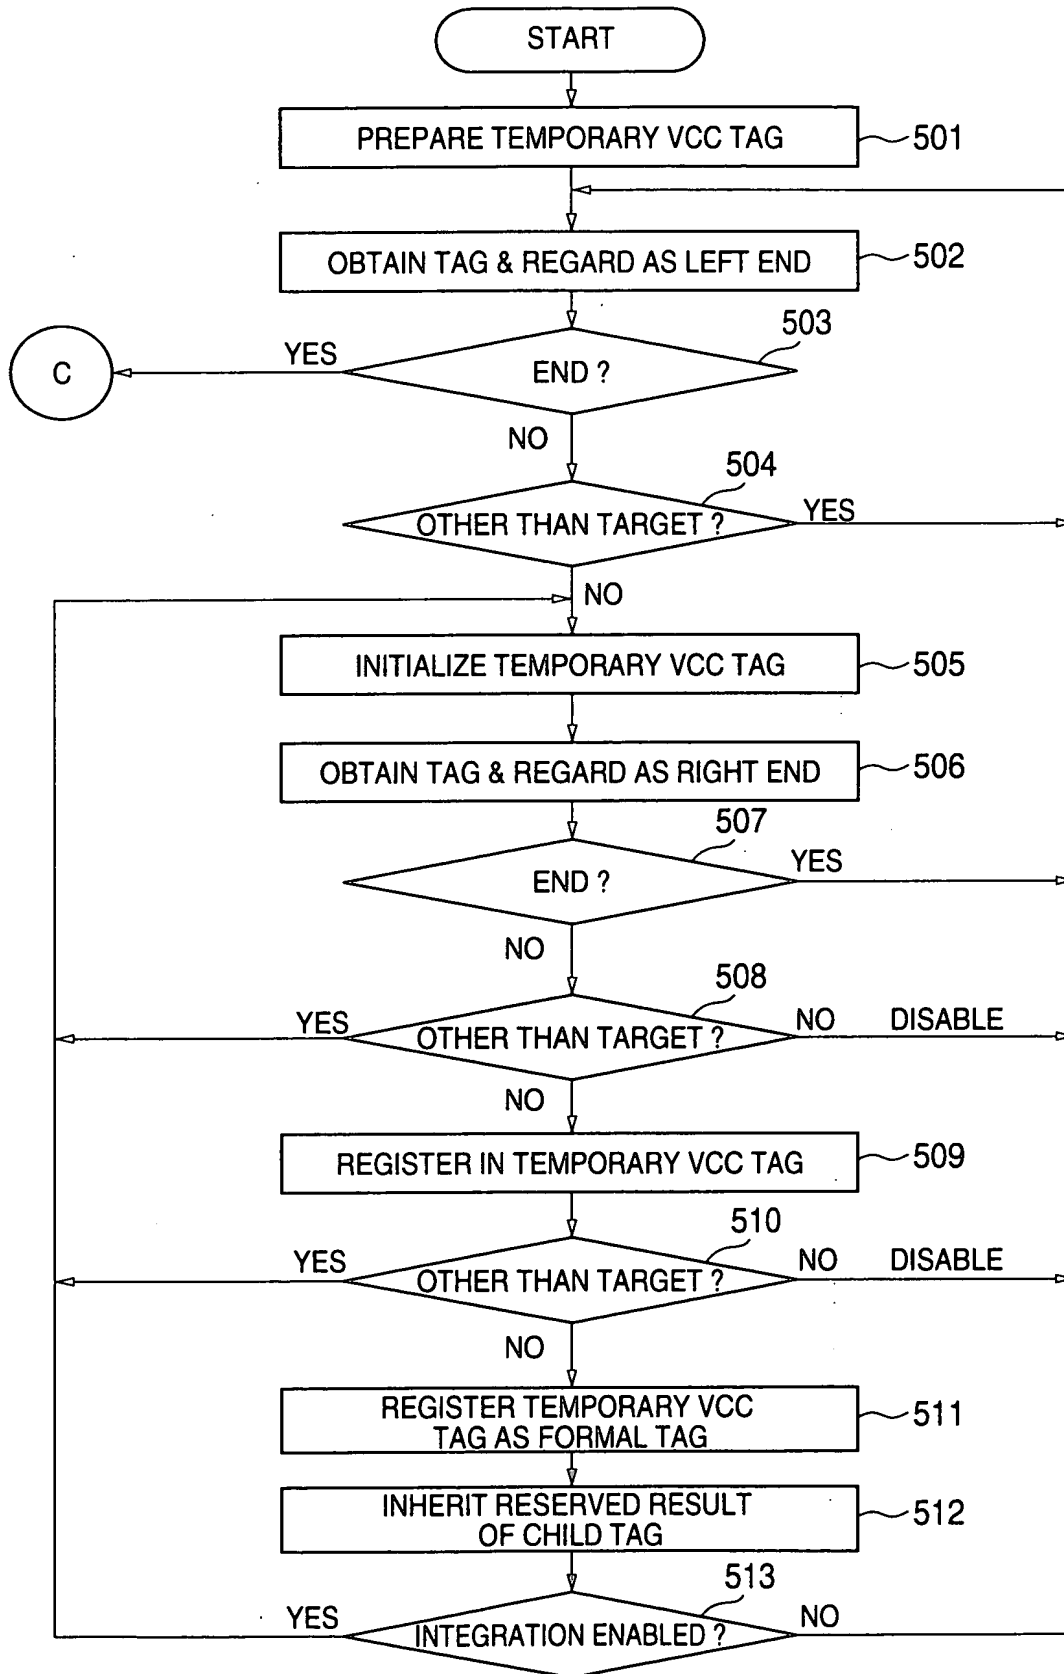 START
PREPARE TEMPORARY VCC TAG
501
OBTAIN TAG & REGARD AS LEFT END
502
503
C
YES
END ?
NO
504
OTHER THAN TARGET ?
YES
NO
INITIALIZE TEMPORARY VCC TAG
505
OBTAIN TAG & REGARD AS RIGHT END
506
507
END ?
YES
NO
508
YES
OTHER THAN TARGET ?
NO DISABLE
NO
REGISTER IN TEMPORARY VCC TAG
509
510
YES
OTHER THAN TARGET ?
NO DISABLE
NO
REGISTER TEMPORARY VCC
TAG AS FORMAL TAG
511
INHERIT RESERVED RESULT
OF CHILD TAG
512
513
YES
INTEGRATION ENABLED ?
NO